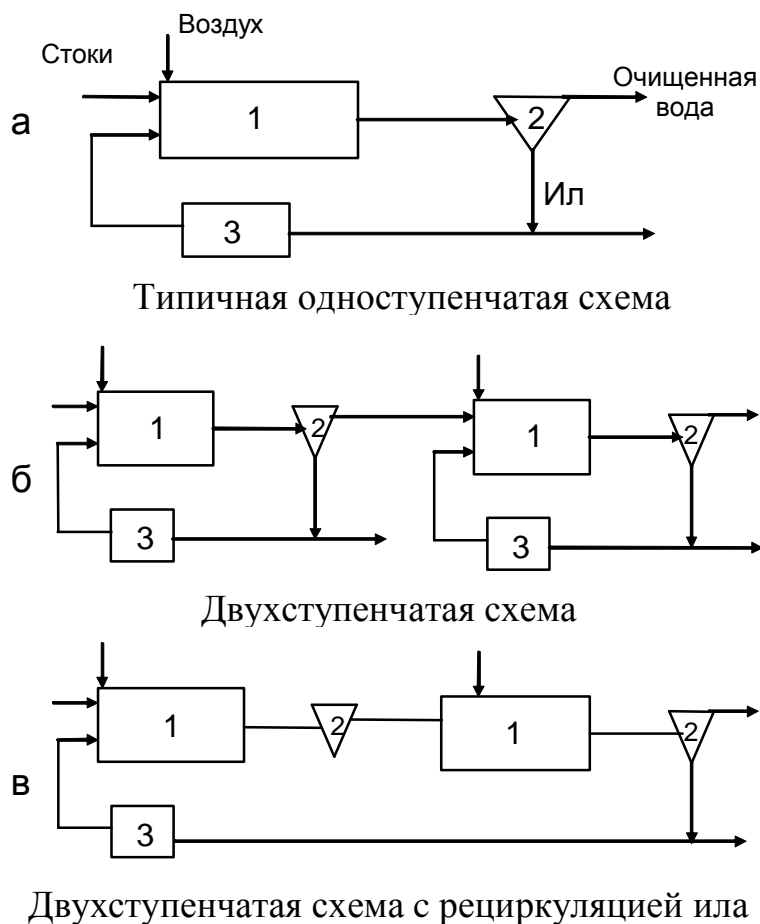 Воздух
Стоки
Очищенная
вода
а
1
2
Ил
3
Типичная одноступенчатая схема
1
2
1
2
б
3
3
Двухступенчатая схема
1
2
1
2
в
3
Двухступенчатая схема с рециркуляцией ила